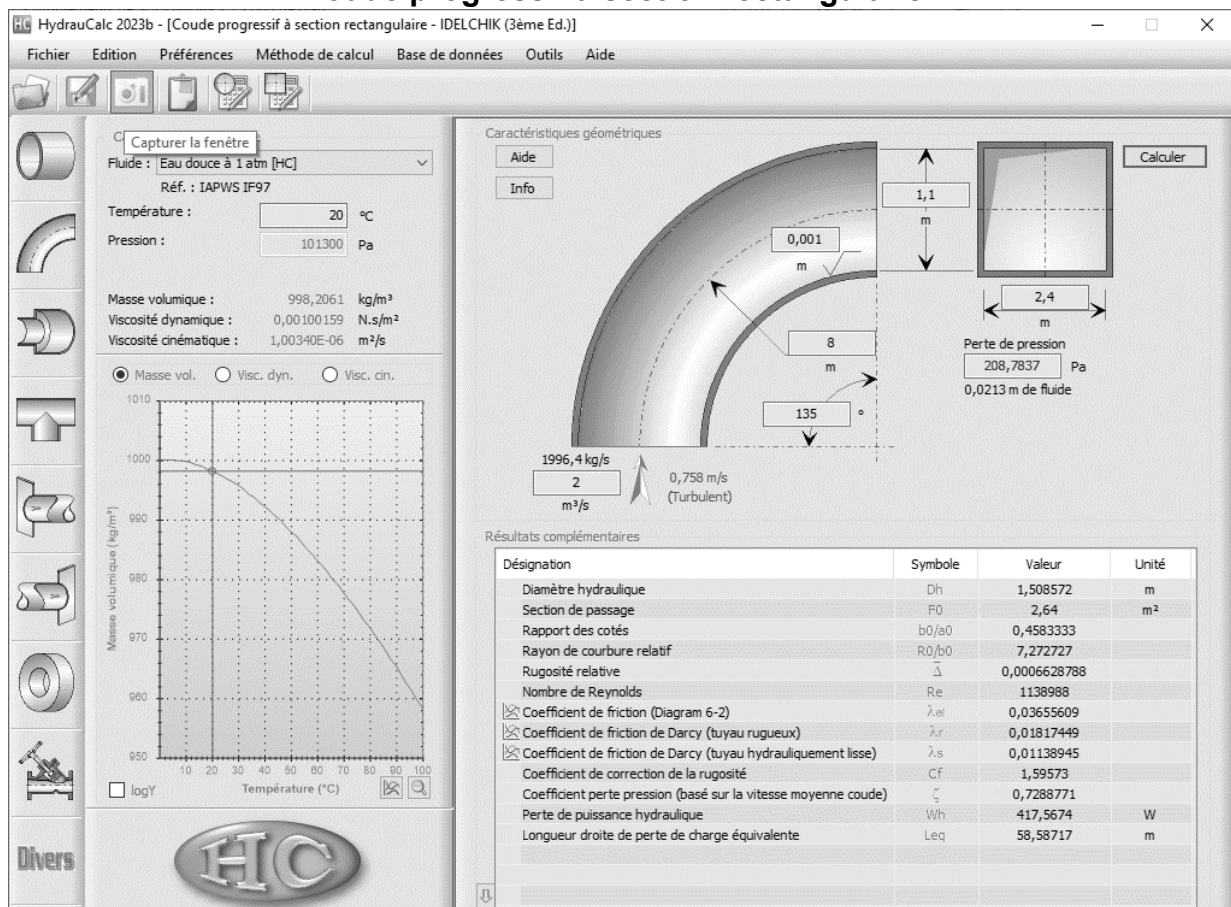 HydrauCalc 2023b - [Coude progressif à section rectangulaire - IDELCHIK (3ème Ed.)]
Fichier Edition Préférences Méthode de calcul Base de données Outils Aide
Capturer la fenêtre
Fluide : Eau douce à 1 atm [HC]
Réf. : IAPWS IF97
Température : 20 °C
Pression : 101300 Pa
Masse volumique : 998,2061 kg/m³
Viscosité dynamique : 0,00100159 N.s/m²
Viscosité cinématique : 1,00340E-06 m²/s
Masse vol. Visc. dyn. Visc. cin.
1010
1000
990
980
970
960
950
Masse volumique (kg/m³)
10 20 30 40 50 60 70 80 90 100
logY Température (°C)
HC
Divers
Caractéristiques géométriques
Aide
Info
Calculer
1,1
m
0,001
m
2,4
m
8
m
135 °
Perte de pression
208,7837 Pa
0,0213 m de fluide
1996,4 kg/s
2
m³/s
0,758 m/s
(Turbulent)
Résultats complémentaires
Désignation Symbole Valeur Unité
Diamètre hydraulique Dh 1,508572 m
Section de passage F0 2,64 m²
Rapport des cotés b0/a0 0,4583333
Rayon de courbure relatif R0/b0 7,272727
Rugosité relative Δ̅ 0,0006628788
Nombre de Reynolds Re 1138988
Coefficient de friction (Diagram 6-2) λel 0,03655609
Coefficient de friction de Darcy (tuyau rugueux) λr 0,01817449
Coefficient de friction de Darcy (tuyau hydrauliquement lisse) λs 0,01138945
Coefficient de correction de la rugosité Cf 1,59573
Coefficient perte pression (basé sur la vitesse moyenne coude) ζ 0,7288771
Perte de puissance hydraulique Wh 417,5674 W
Longueur droite de perte de charge équivalente Leq 58,58717 m